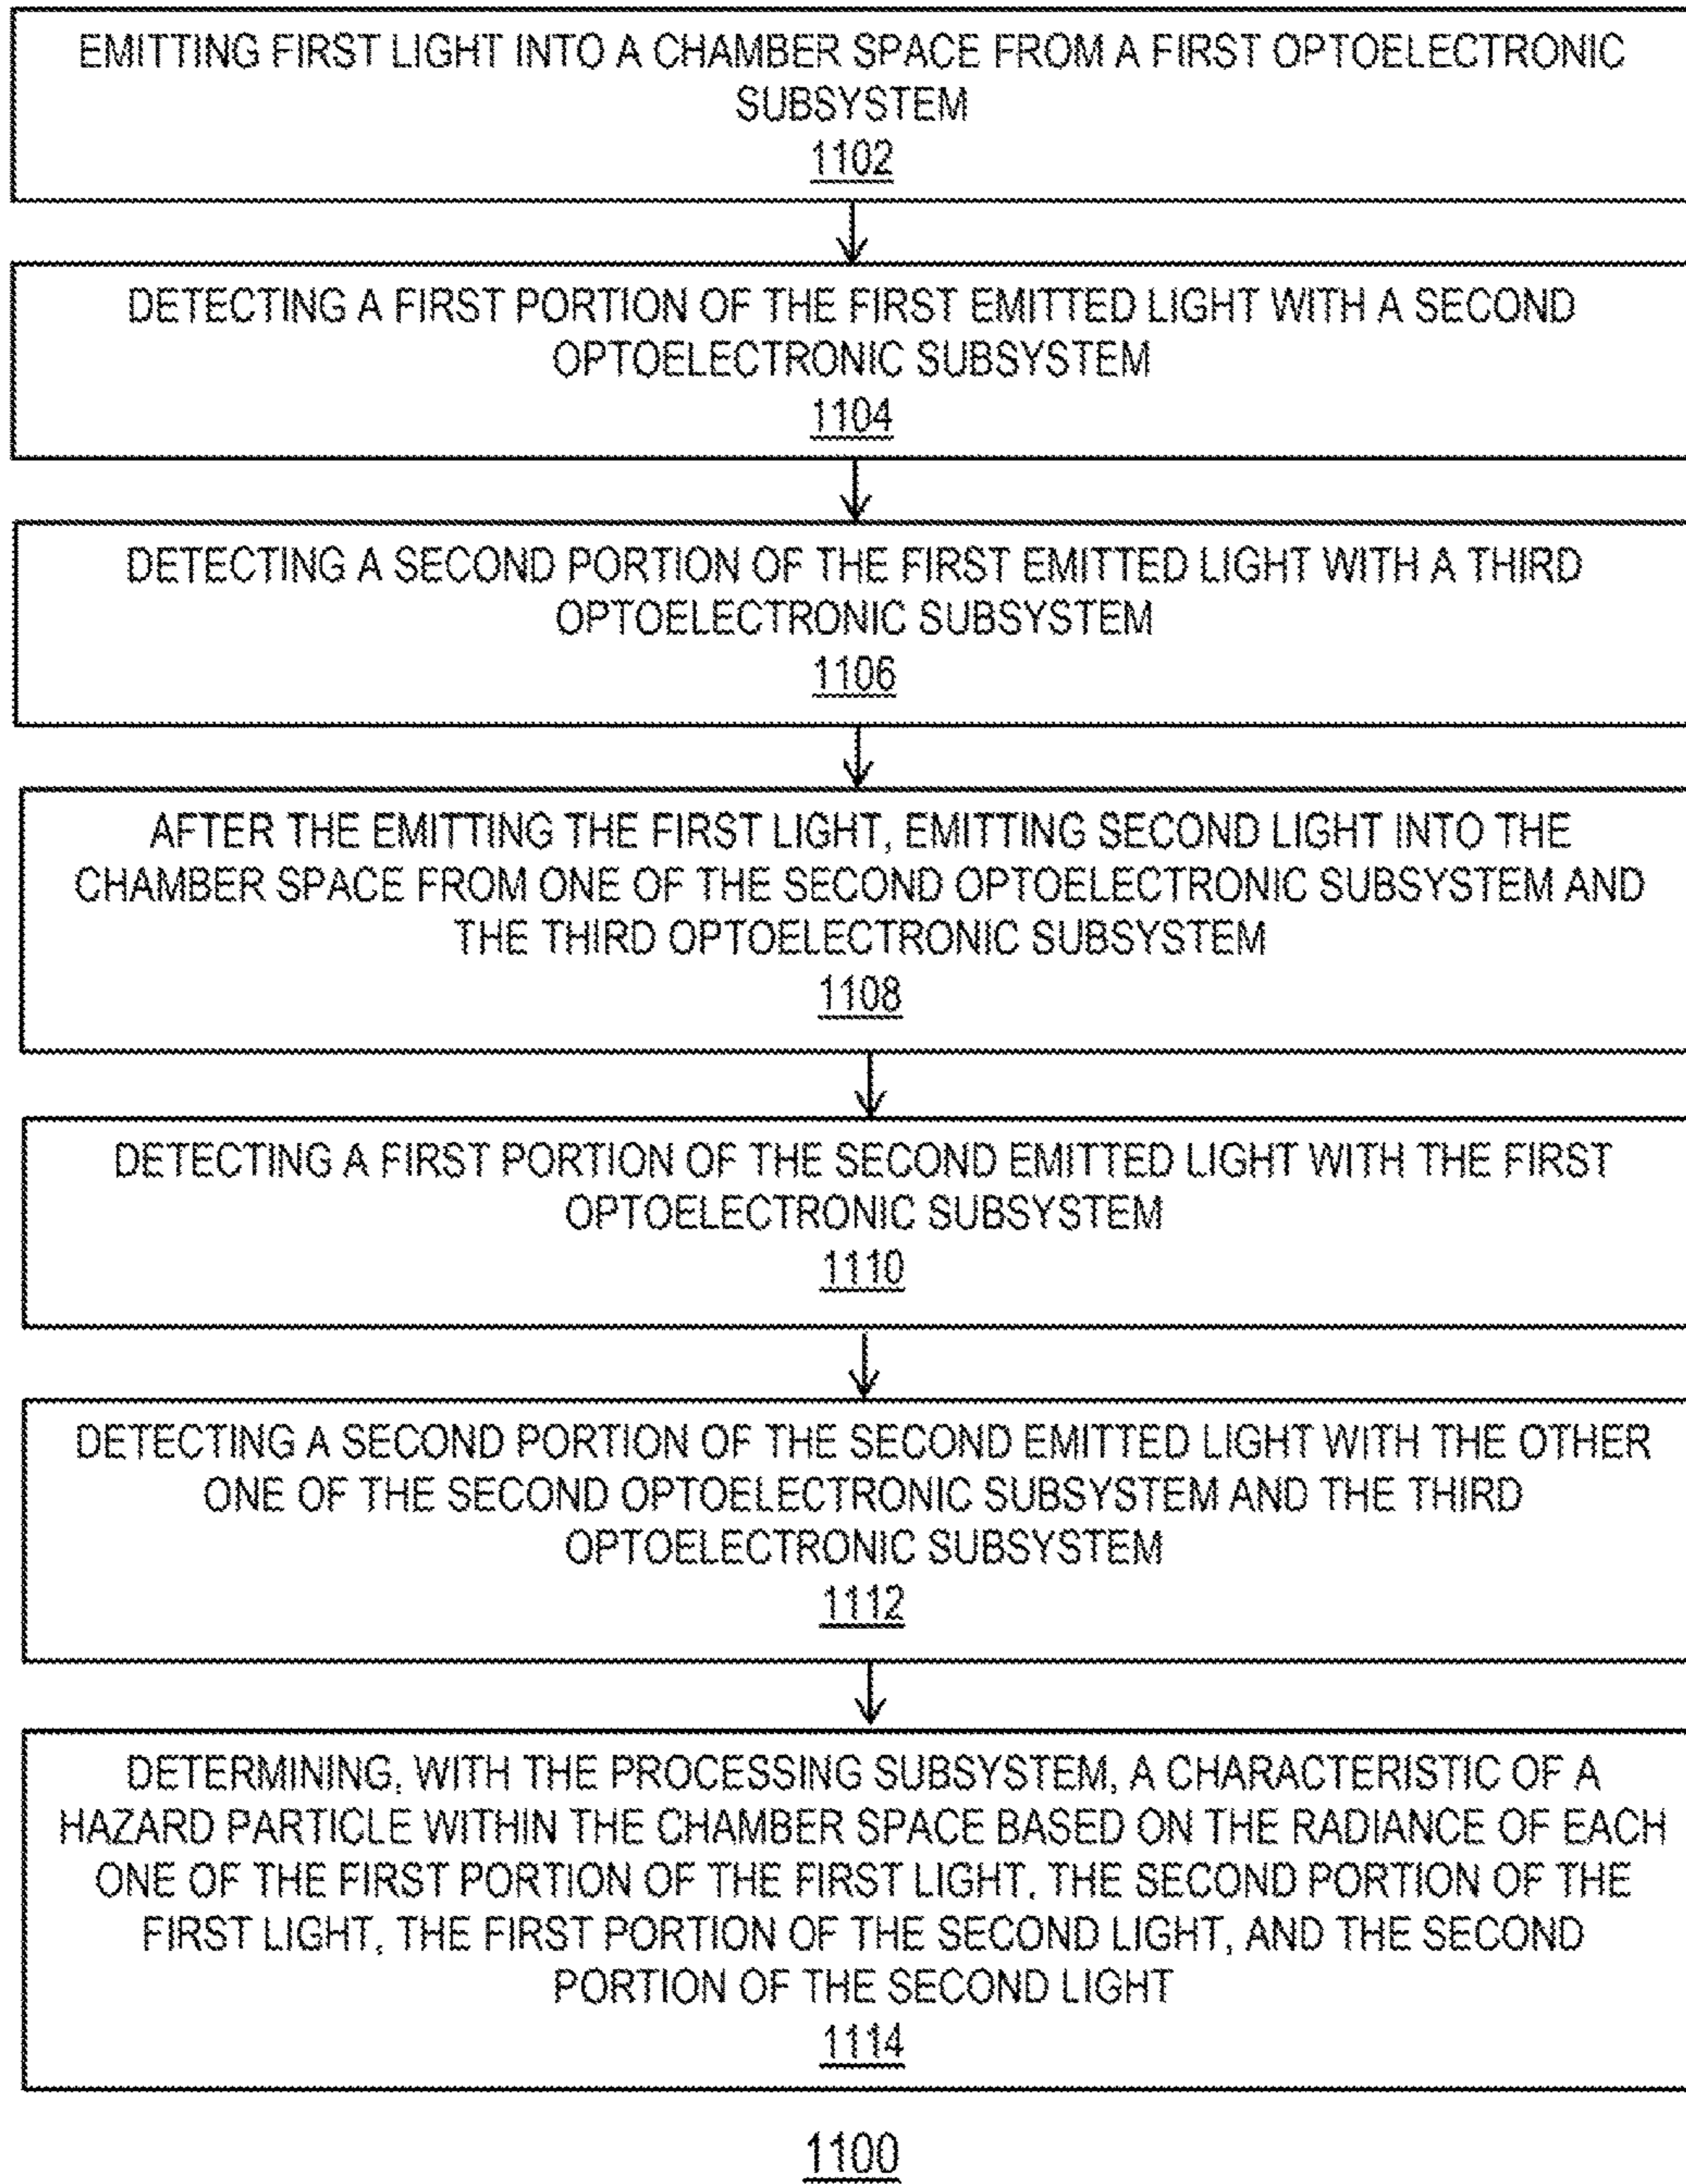 EMITTING FIRST LIGHT INTO A CHAMBER SPACE FROM A FIRST OPTOELECTRONIC
SUBSYSTEM
1102
DETECTING A FIRST PORTION OF THE FIRST EMITTED LIGHT WITH A SECOND
OPTOELECTRONIC SUBSYSTEM
1104
DETECTING A SECOND PORTION OF THE FIRST EMITTED LIGHT WITH A THIRD
OPTOELECTRONIC SUBSYSTEM
1106
AFTER THE EMITTING THE FIRST LIGHT, EMITTING SECOND LIGHT INTO THE
CHAMBER SPACE FROM ONE OF THE SECOND OPTOELECTRONIC SUBSYSTEM AND
THE THIRD OPTOELECTRONIC SUBSYSTEM
1108
DETECTING A FIRST PORTION OF THE SECOND EMITTED LIGHT WITH THE FIRST
OPTOELECTRONIC SUBSYSTEM
1110
DETECTING A SECOND PORTION OF THE SECOND EMITTED LIGHT WITH THE OTHER
ONE OF THE SECOND OPTOELECTRONIC SUBSYSTEM AND THE THIRD
OPTOELECTRONIC SUBSYSTEM
1112
DETERMINING, WITH THE PROCESSING SUBSYSTEM, A CHARACTERISTIC OF A
HAZARD PARTICLE WITHIN THE CHAMBER SPACE BASED ON THE RADIANCE OF EACH
ONE OF THE FIRST PORTION OF THE FIRST LIGHT, THE SECOND PORTION OF THE
FIRST LIGHT, THE FIRST PORTION OF THE SECOND LIGHT, AND THE SECOND
PORTION OF THE SECOND LIGHT
1114
1100